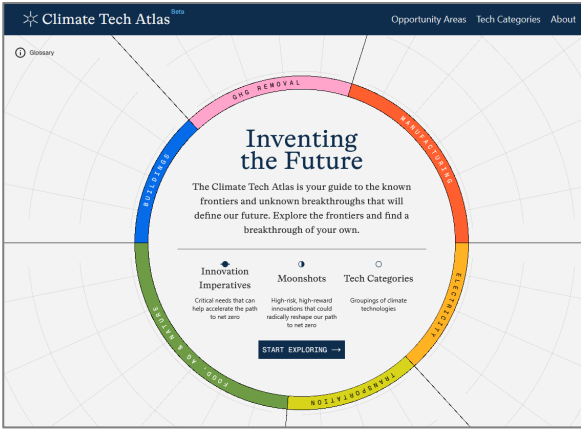 Climate Tech Atlas Beta
Opportunity Areas Tech Categories About
Glossary
GHG REMOVAL
MANUFACTURING
BUILDINGS
Inventing
the Future
The Climate Tech Atlas is your guide to the known
frontiers and unknown breakthroughs that will
define our future. Explore the frontiers and find a
breakthrough of your own.
Innovation
Imperatives
Critical needs that can
help accelerate the path
to net zero
Moonshots
High-risk, high-reward
innovations that could
radically reshape our path
to net zero
Tech Categories
Groupings of climate
technologies
START EXPLORING →
ELECTRICITY
FOOD, AG & NATURE
TRANSPORTATION